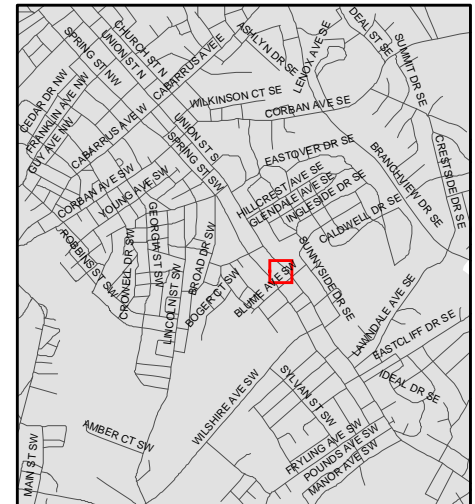 CHURCH ST N
UNION ST N
SPRING ST NW
CABARRUS AVE E
ASHLYN DR SE
LENOX AVE SE
DEAL ST SE
SUMMIT DR SE
CEDAR DR NW
FRANKLIN AVE NW
GUY AVE NW
CABARRUS AVE W
WILKINSON CT SE
CORBAN AVE SE
UNION ST S
SPRING ST SW
EASTOVER DR SE
BRANCHVIEW DR SE
CRESTSIDE DR SE
CORBAN AVE SW
YOUNG AVE SW
HILLCREST AVE SE
GLENDALE AVE SE
INGLESIDE DR SE
CALDWELL DR SE
ROBBINS ST SW
CROWELL DR SW
GEORGIA ST SW
LINCOLN ST SW
BROAD DR SW
BOGER CT SW
BLUME AVE SW
SUNNYSIDE DR SE
LAWNDALE AVE SE
EASTCLIFF DR SE
IDEAL DR SE
WILSHIRE AVE SW
SYLVAN ST SW
AMBER CT SW
MAIN ST SW
FRYLING AVE SW
POUNDS AVE SW
MANOR AVE SW